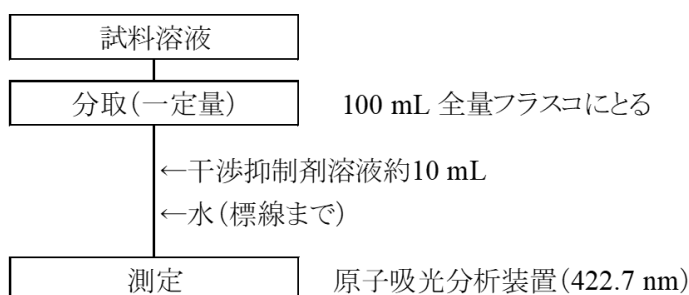 試料溶液
分取(一定量) 100 mL 全量フラスコにとる
←干渉抑制剤溶液約10 mL
←水(標線まで)
測定 原子吸光分析装置(422.7 nm)